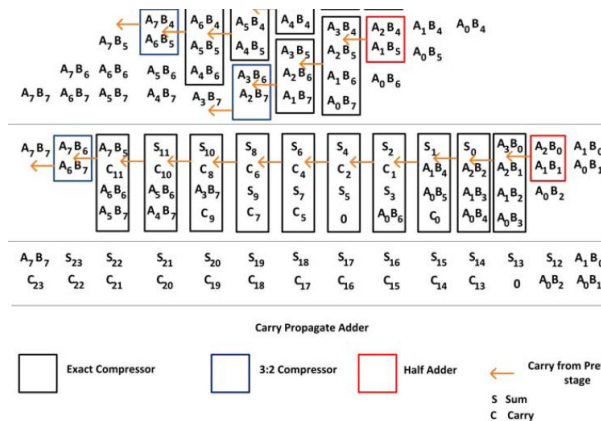 A₇B₄ A₆B₄ A₅B₄ A₄B₄ A₃B₄ A₂B₄ A₁B₄ A₀B₄
A₇B₅ A₆B₅ A₅B₅ A₄B₅ A₃B₅ A₂B₅ A₁B₅ A₀B₅
A₇B₆ A₆B₆ A₅B₆ A₄B₆ A₃B₆ A₂B₆ A₁B₆ A₀B₆
A₇B₇ A₆B₇ A₅B₇ A₄B₇ A₃B₇ A₂B₇ A₁B₇ A₀B₇
A₇B₇ A₇B₆ A₇B₅ S₁₁ S₁₀ S₈ S₆ S₄ S₂ S₁ S₀ A₃B₀ A₂B₀ A₁B₀
A₆B₇ C₁₁ C₁₀ C₈ C₆ C₄ C₂ C₁ A₁B₄ A₂B₂ A₂B₁ A₁B₁ A₀B₁
A₆B₆ A₅B₆ A₃B₇ S₉ S₇ S₅ S₃ A₀B₅ A₁B₃ A₁B₂ A₀B₂
A₅B₇ A₄B₇ C₉ C₇ C₅ 0 A₀B₆ C₀ A₀B₄ A₀B₃
A₇B₇ S₂₃ S₂₂ S₂₁ S₂₀ S₁₉ S₁₈ S₁₇ S₁₆ S₁₅ S₁₄ S₁₃ S₁₂ A₁B₀
C₂₃ C₂₂ C₂₁ C₂₀ C₁₉ C₁₈ C₁₇ C₁₆ C₁₅ C₁₄ C₁₃ 0 A₀B₂ A₀B₁
Carry Propagate Adder
Exact Compressor 3:2 Compressor Half Adder Carry from Pre
stage
S Sum
C Carry